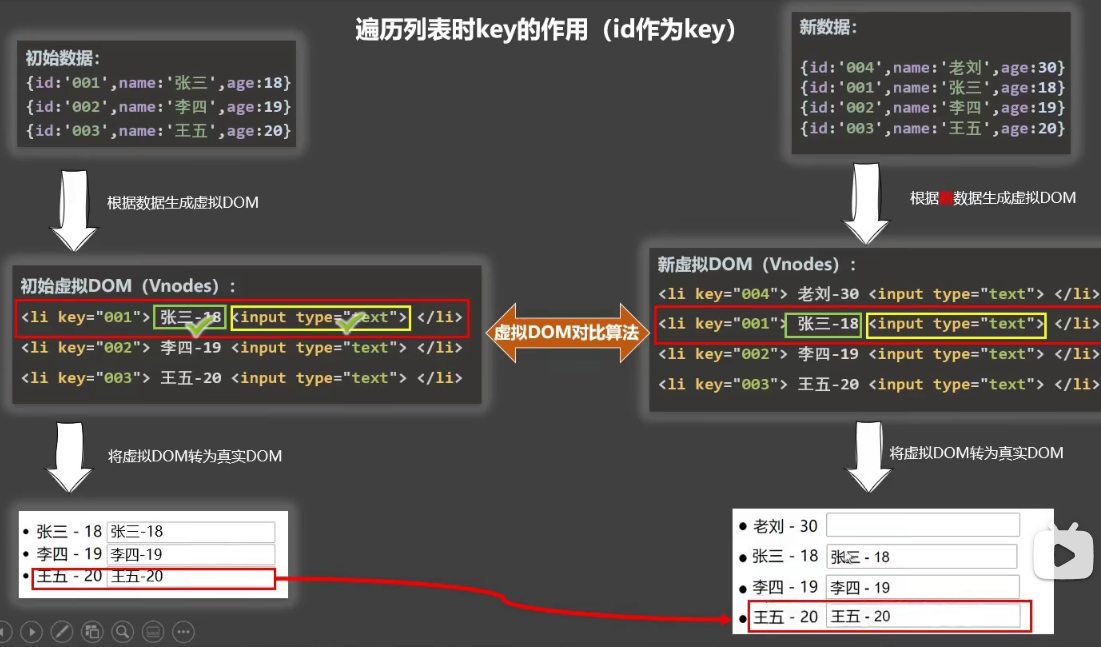 遍历列表时key的作用（id作为key）
初始数据：
{id:'001',name:'张三',age:18}
{id:'002',name:'李四',age:19}
{id:'003',name:'王五',age:20}
新数据：
{id:'004',name:'老刘',age:30}
{id:'001',name:'张三',age:18}
{id:'002',name:'李四',age:19}
{id:'003',name:'王五',age:20}
根据数据生成虚拟DOM
根据数据生成虚拟DOM
初始虚拟DOM（Vnodes）:
<li key="001"> 张三-18 <input type="text"> </li>
<li key="002"> 李四-19 <input type="text"> </li>
<li key="003"> 王五-20 <input type="text"> </li>
虚拟DOM对比算法
新虚拟DOM（Vnodes）:
<li key="004"> 老刘-30 <input type="text"> </li>
<li key="001"> 张三-18 <input type="text"> </li>
<li key="002"> 李四-19 <input type="text"> </li>
<li key="003"> 王五-20 <input type="text"> </li>
将虚拟DOM转为真实DOM
将虚拟DOM转为真实DOM
• 张三 - 18 张三-18
• 李四 - 19 李四-19
• 王五 - 20 王五-20
• 老刘 - 30
• 张三 - 18 张三 - 18
• 李四 - 19 李四 - 19
• 王五 - 20 王五 - 20